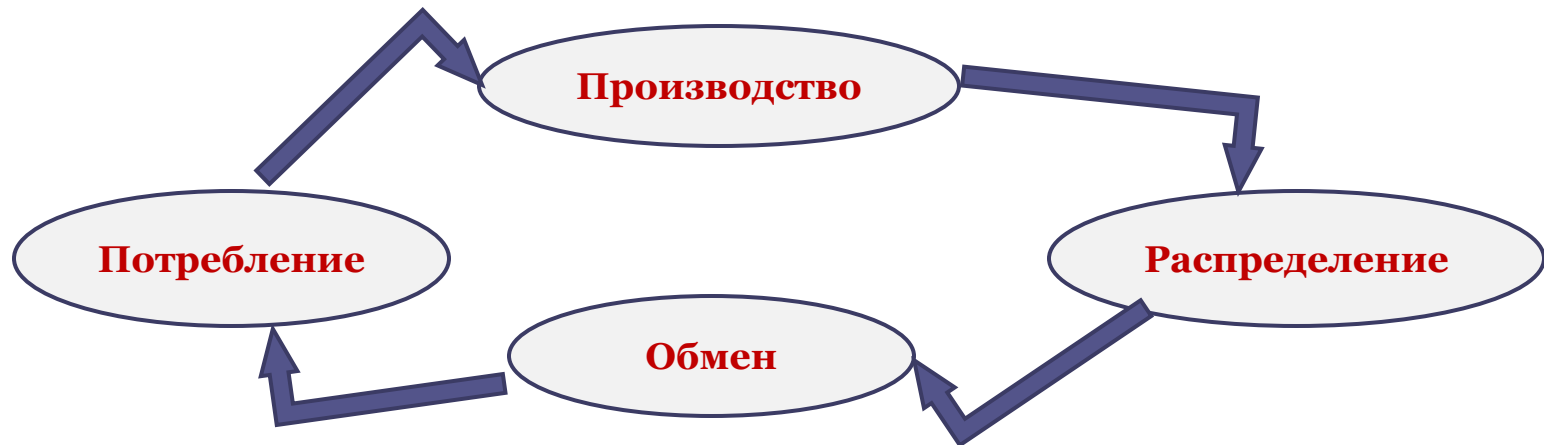 Производство
Потребление
Распределение
Обмен